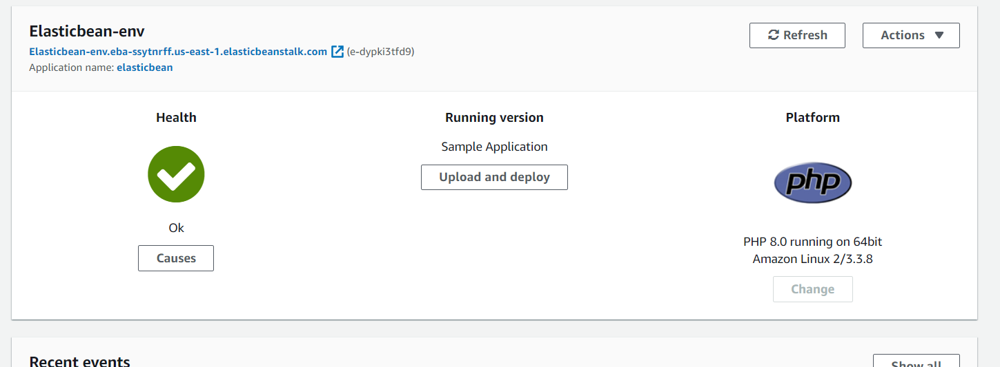 Elasticbean-env
Refresh
Actions
Elasticbean-env.eba-ssytnrff.us-east-1.elasticbeanstalk.com (e-dypki3tfd9)
Application name: elasticbean
Health
Running version
Platform
Sample Application
Upload and deploy
php
Ok
Causes
PHP 8.0 running on 64bit
Amazon Linux 2/3.3.8
Change
Recent events
Show all